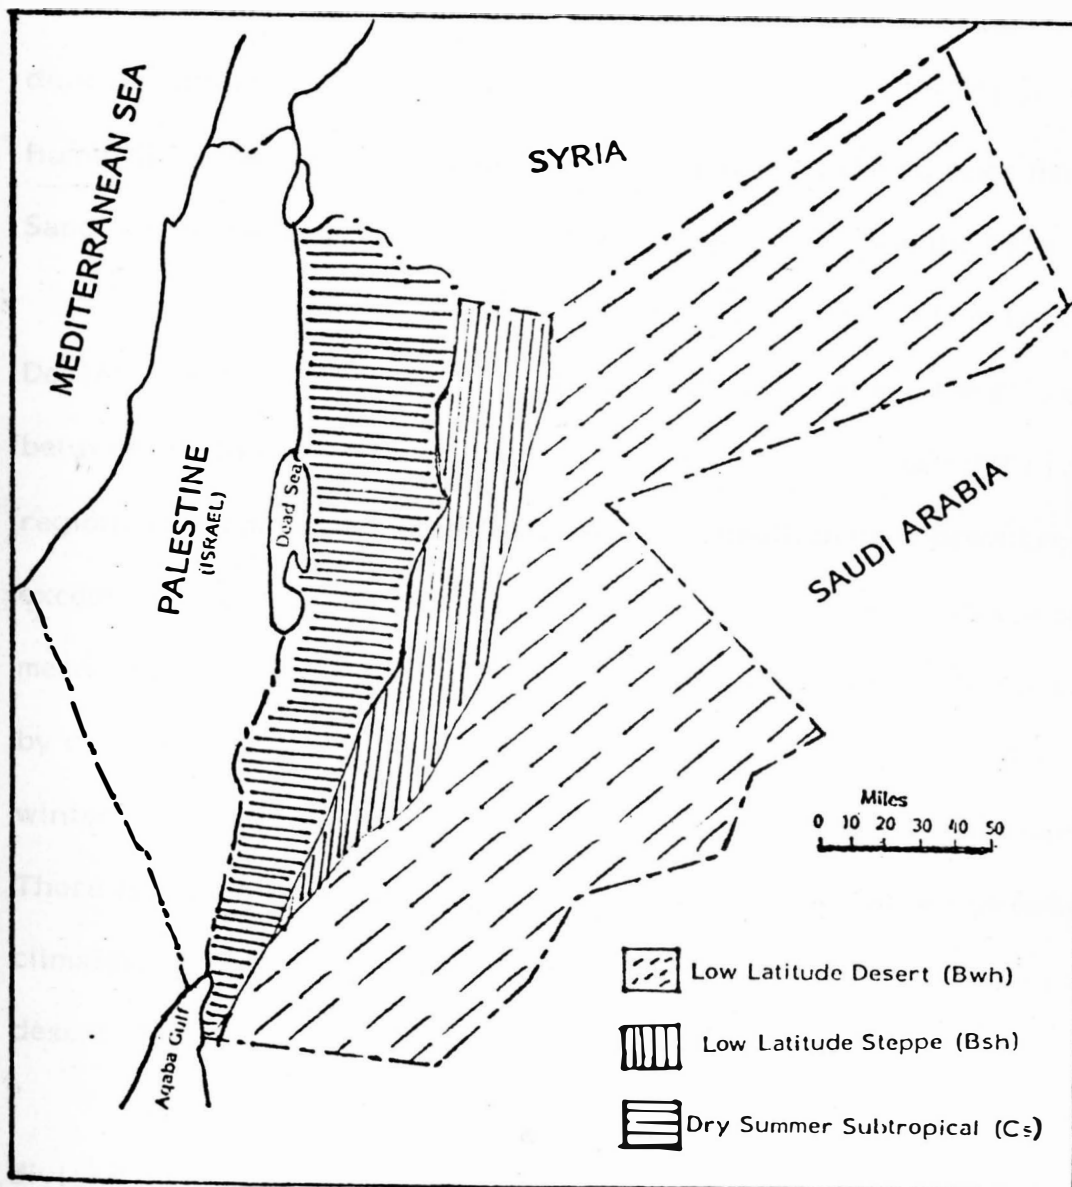 MEDITERRANEAN SEA
SYRIA
PALESTINE
(ISRAEL)
Dead Sea
SAUDI ARABIA
Miles
0 10 20 30 40 50
Aqaba Gulf
Low Latitude Desert (Bwh)
Low Latitude Steppe (Bsh)
Dry Summer Subtropical (Cs)